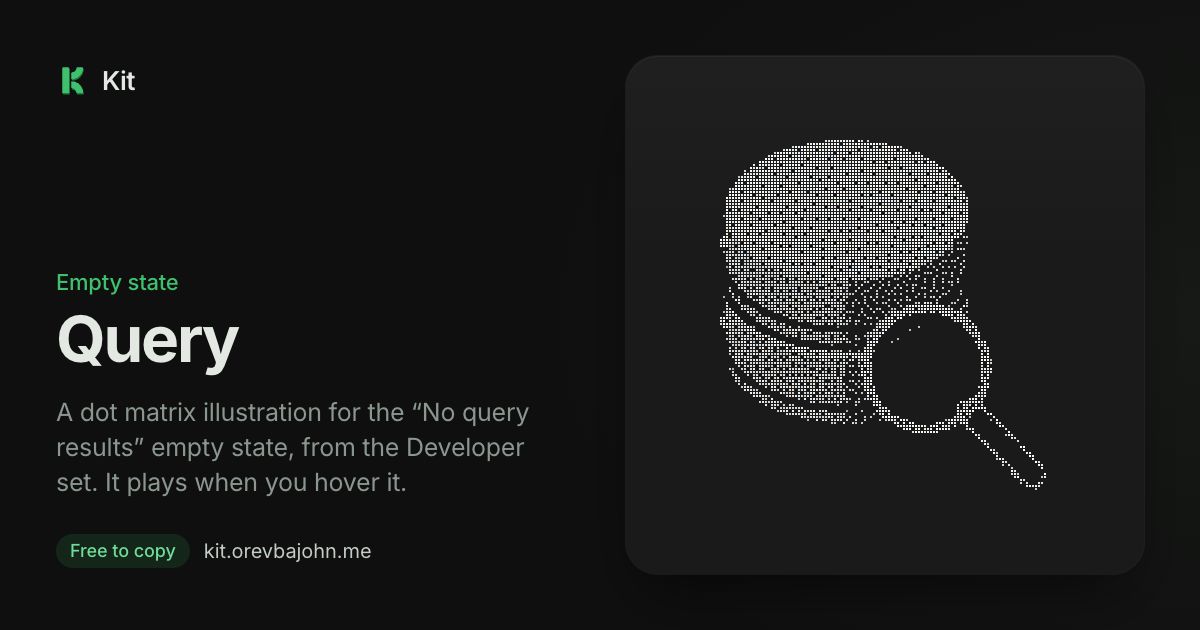 Kit
Empty state
Query
A dot matrix illustration for the “No query
results” empty state, from the Developer
set. It plays when you hover it.
Free to copy
kit.orevbajohn.me